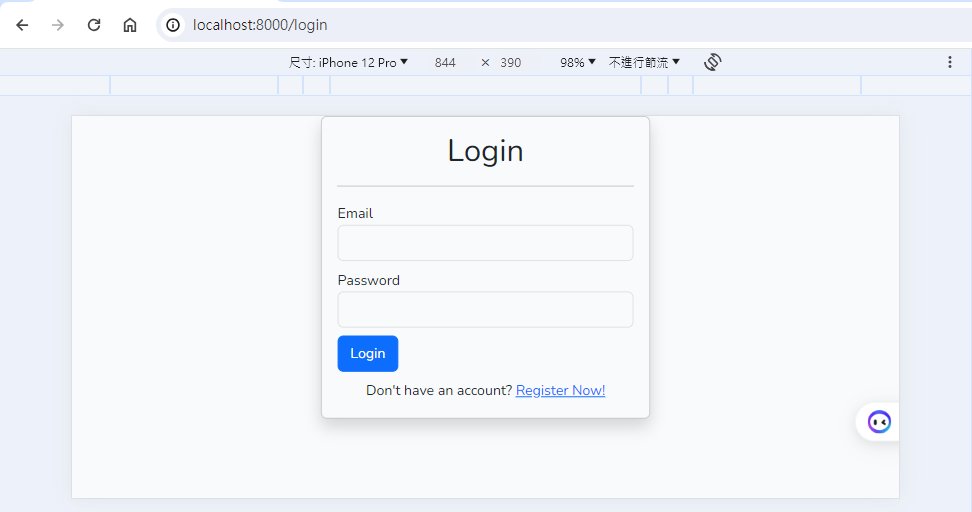 localhost:8000/login
尺寸: iPhone 12 Pro 844 × 390 98% 不進行節流
Login
Email
Password
Login
Don't have an account? Register Now!